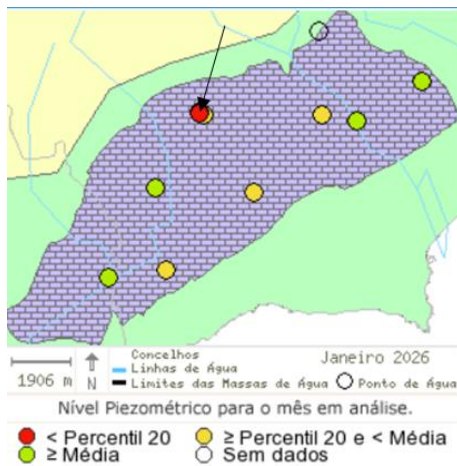 Concelhos
Linhas de Água
Janeiro 2026
1906 m
N
Limites das Massas de Água
Ponto de Água
Nível Piezométrico para o mês em análise.
< Percentil 20
≥ Percentil 20 e < Média
≥ Média
Sem dados